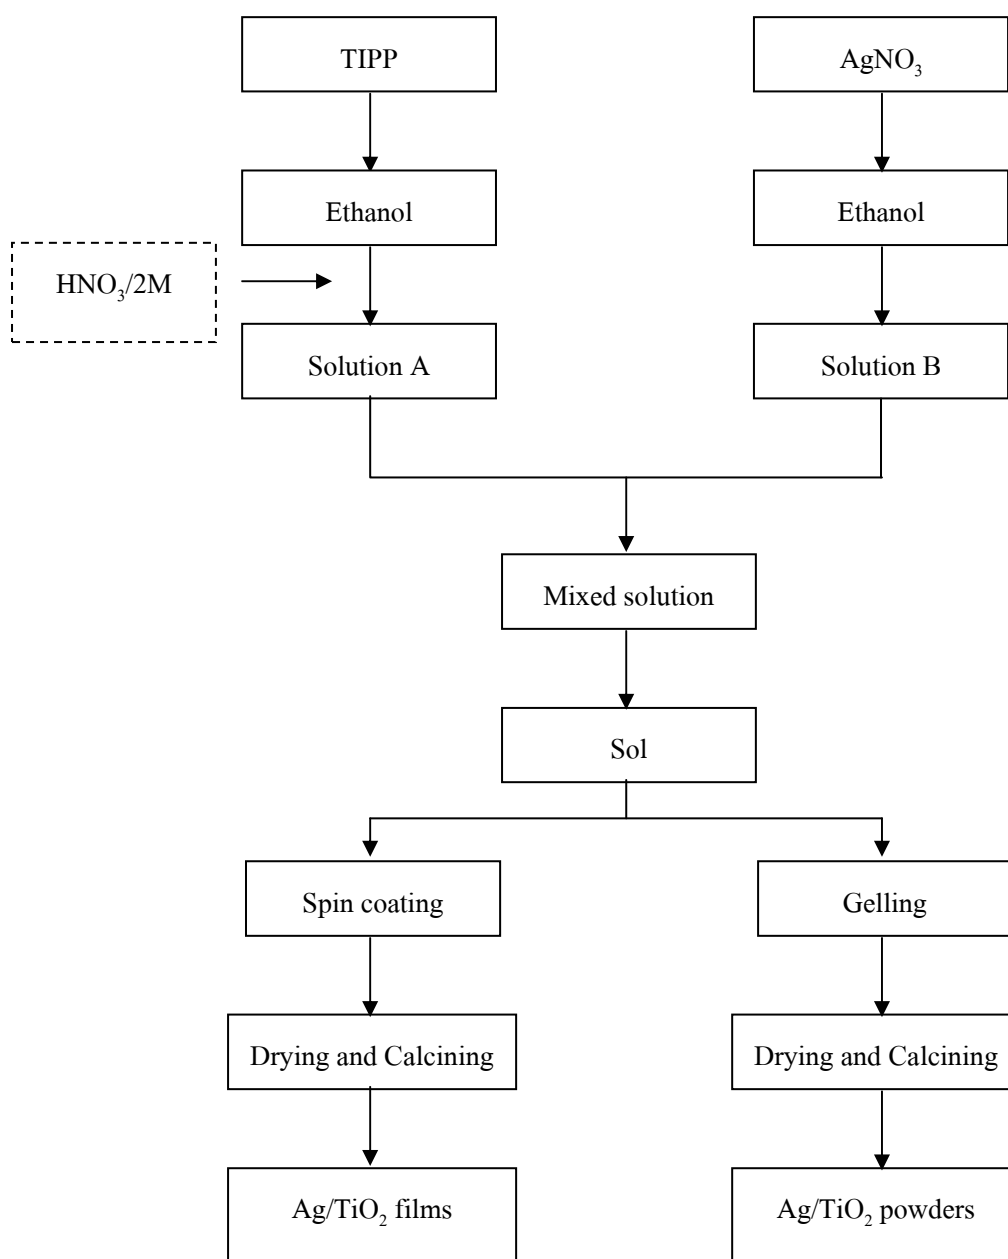 TIPP
AgNO₃
Ethanol
Ethanol
HNO₃/2M
Solution A
Solution B
Mixed solution
Sol
Spin coating
Gelling
Drying and Calcining
Drying and Calcining
Ag/TiO₂ films
Ag/TiO₂ powders